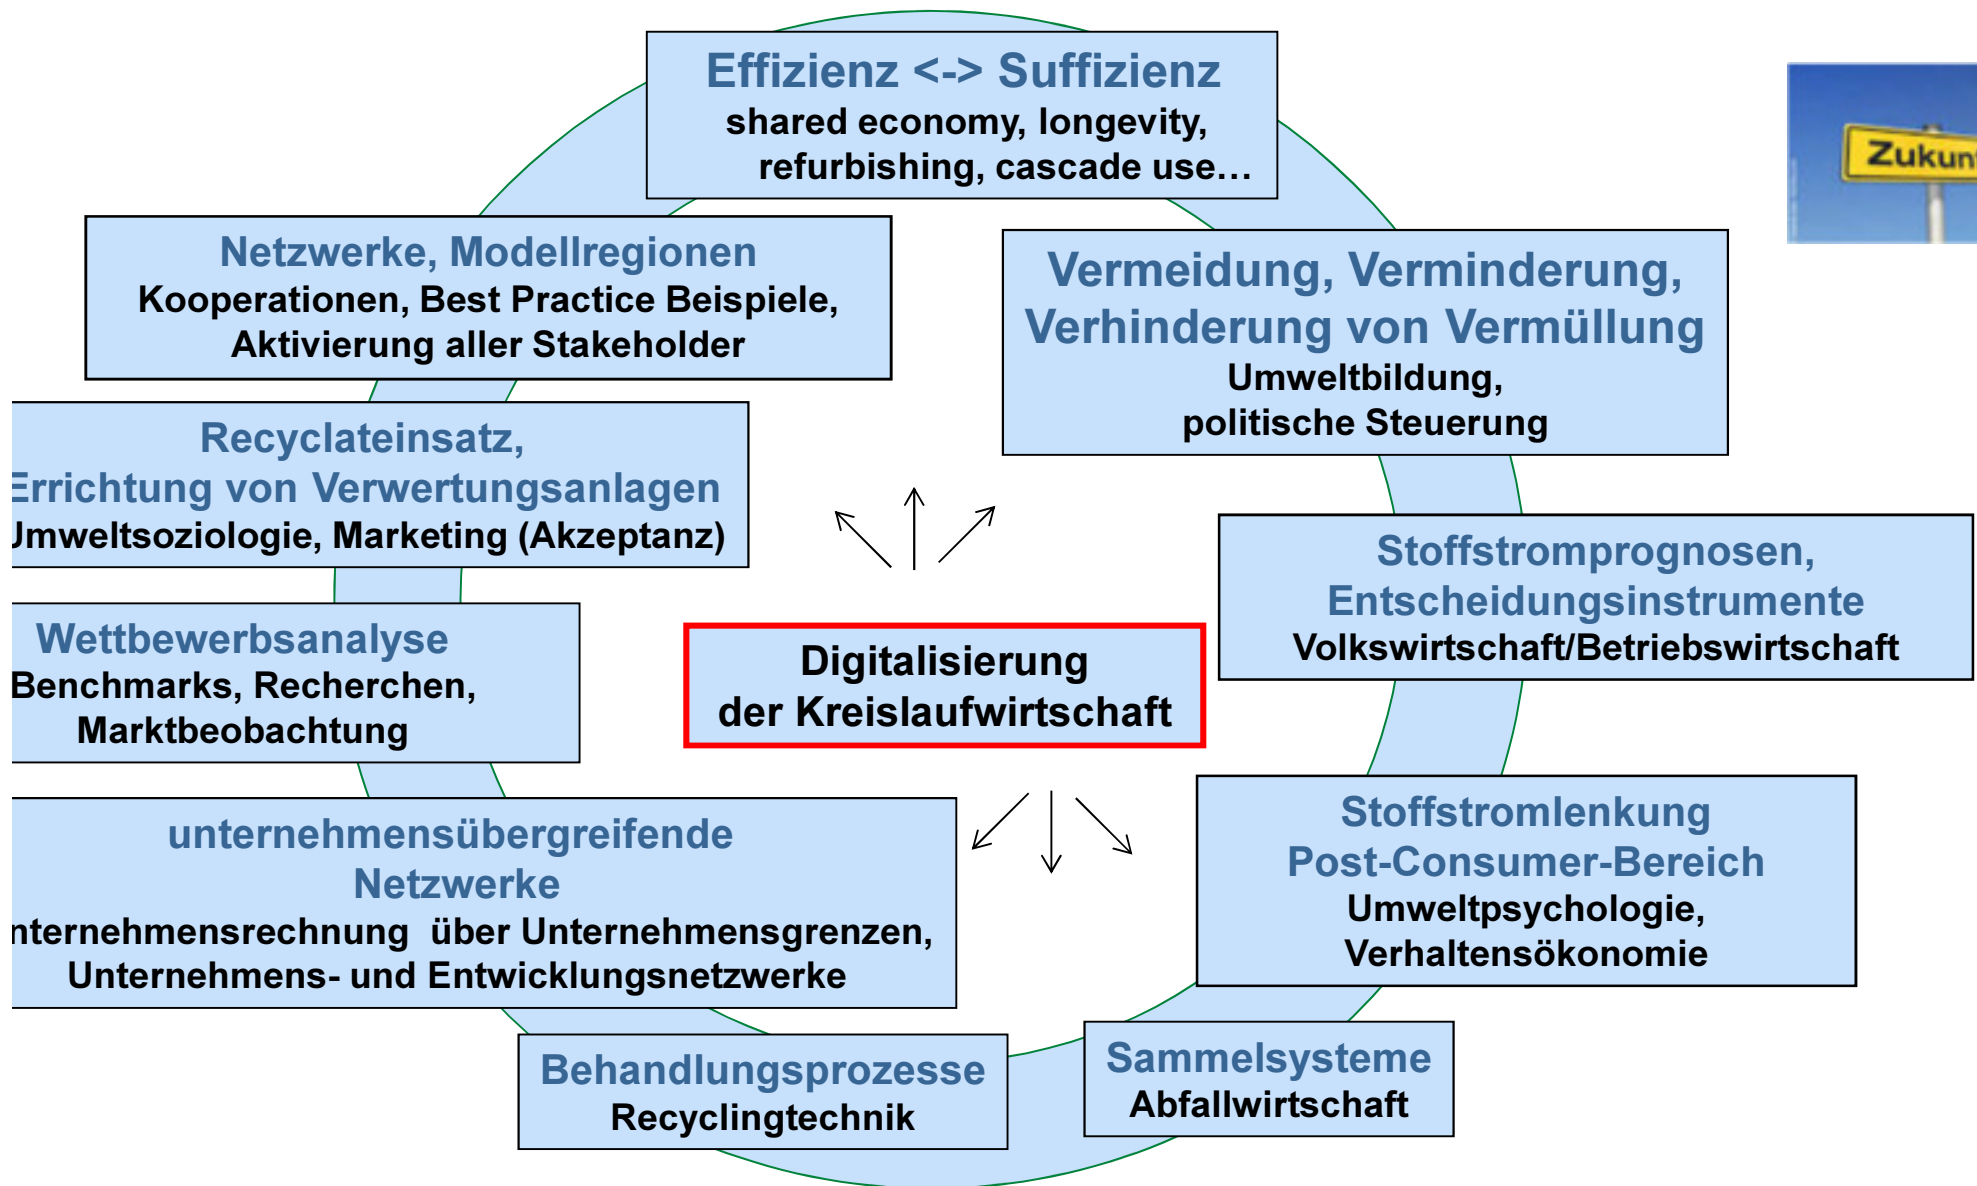 Effizienz <-> Suffizienz
shared economy, longevity,
refurbishing, cascade use…
Zukun
Netzwerke, Modellregionen
Kooperationen, Best Practice Beispiele,
Aktivierung aller Stakeholder
Vermeidung, Verminderung,
Verhinderung von Vermüllung
Umweltbildung,
politische Steuerung
Recyclateinsatz,
Errichtung von Verwertungsanlagen
Umweltsoziologie, Marketing (Akzeptanz)
Stoffstromprognosen,
Entscheidungsinstrumente
Volkswirtschaft/Betriebswirtschaft
Wettbewerbsanalyse
Benchmarks, Recherchen,
Marktbeobachtung
Digitalisierung
der Kreislaufwirtschaft
Stoffstromlenkung
Post-Consumer-Bereich
Umweltpsychologie,
Verhaltensökonomie
unternehmensübergreifende
Netzwerke
nternehmensrechnung über Unternehmensgrenzen,
Unternehmens- und Entwicklungsnetzwerke
Behandlungsprozesse
Recyclingtechnik
Sammelsysteme
Abfallwirtschaft